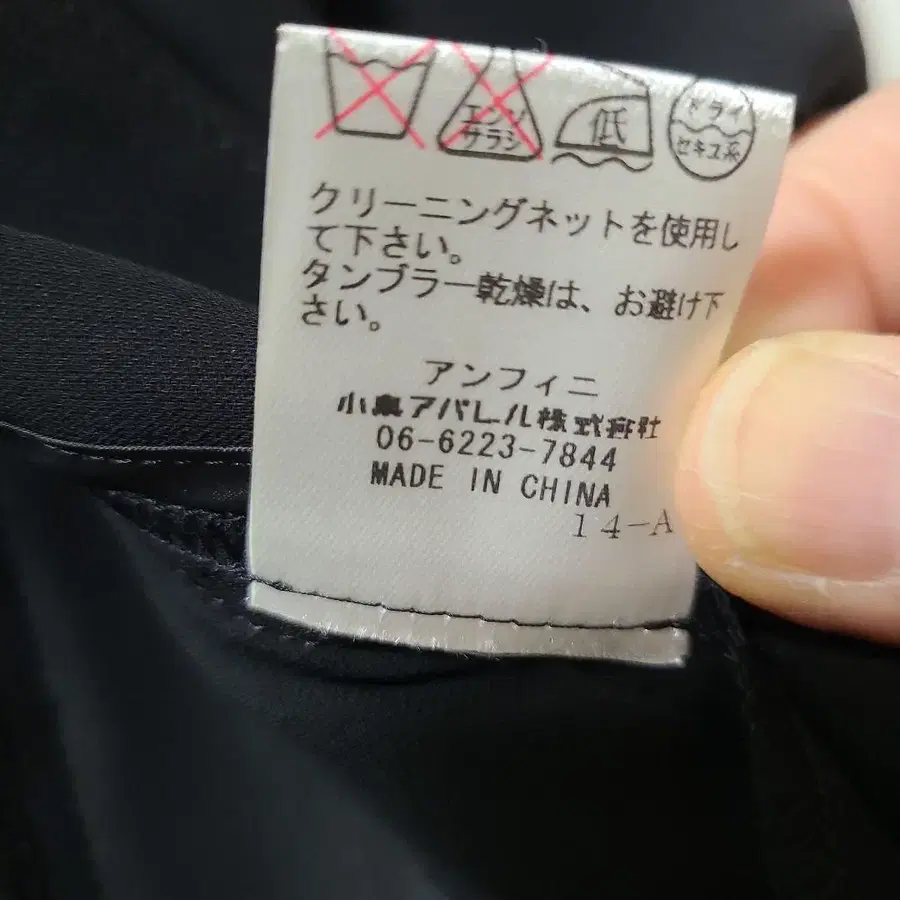 エンソ
サラシ
低
ドライ
セキユ系
クリーニングネットを使用し
て下さい。
タンブラー乾燥は、お避け下
さい。
アンフィニ
小泉アパレル株式会社
06-6223-7844
MADE IN CHINA
14-A